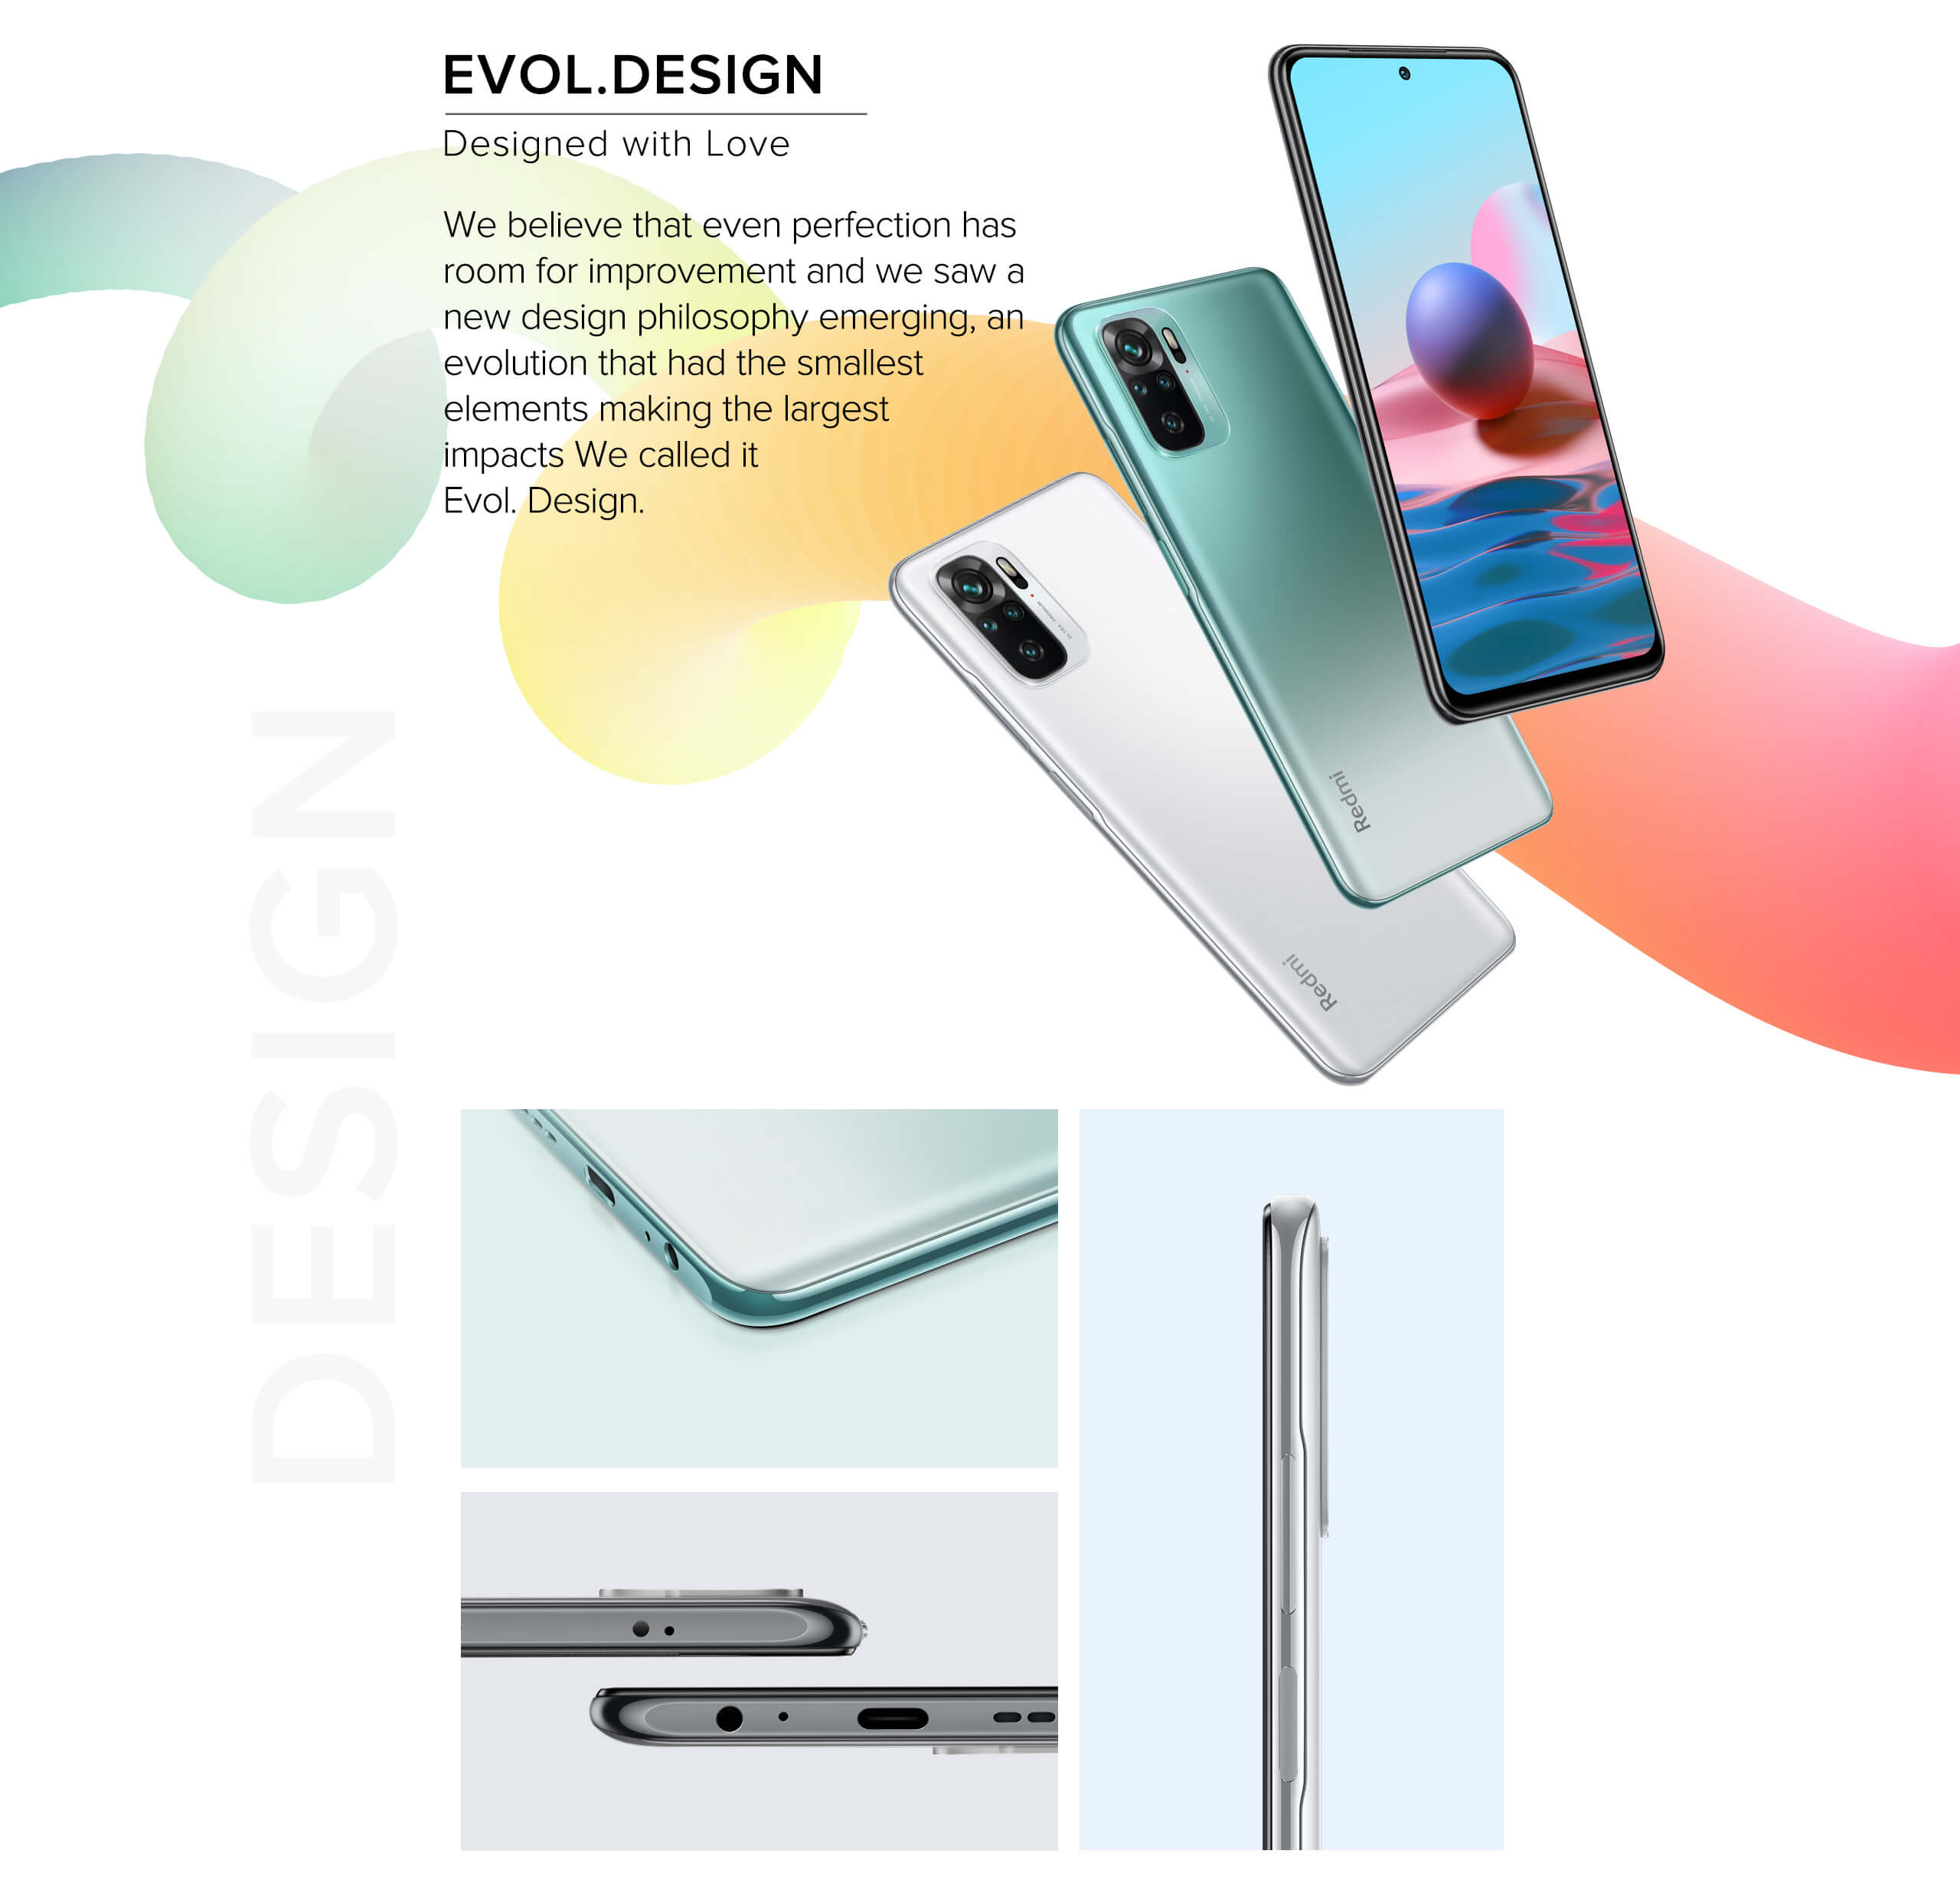 EVOL.DESIGN
Designed with Love
We believe that even perfection has
room for improvement and we saw a
new design philosophy emerging, an
evolution that had the smallest
elements making the largest
impacts We called it
Evol. Design.
Redmi
Redmi
DESIGN